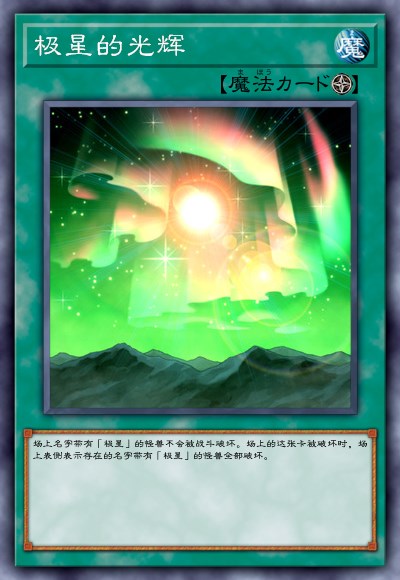 极星的光辉
魔
【魔法カード】
まほう
场上名字带有「极星」的怪兽不会被战斗破坏。场上的这张卡被破坏时，场
上表侧表示存在的名字带有「极星」的怪兽全部破坏。